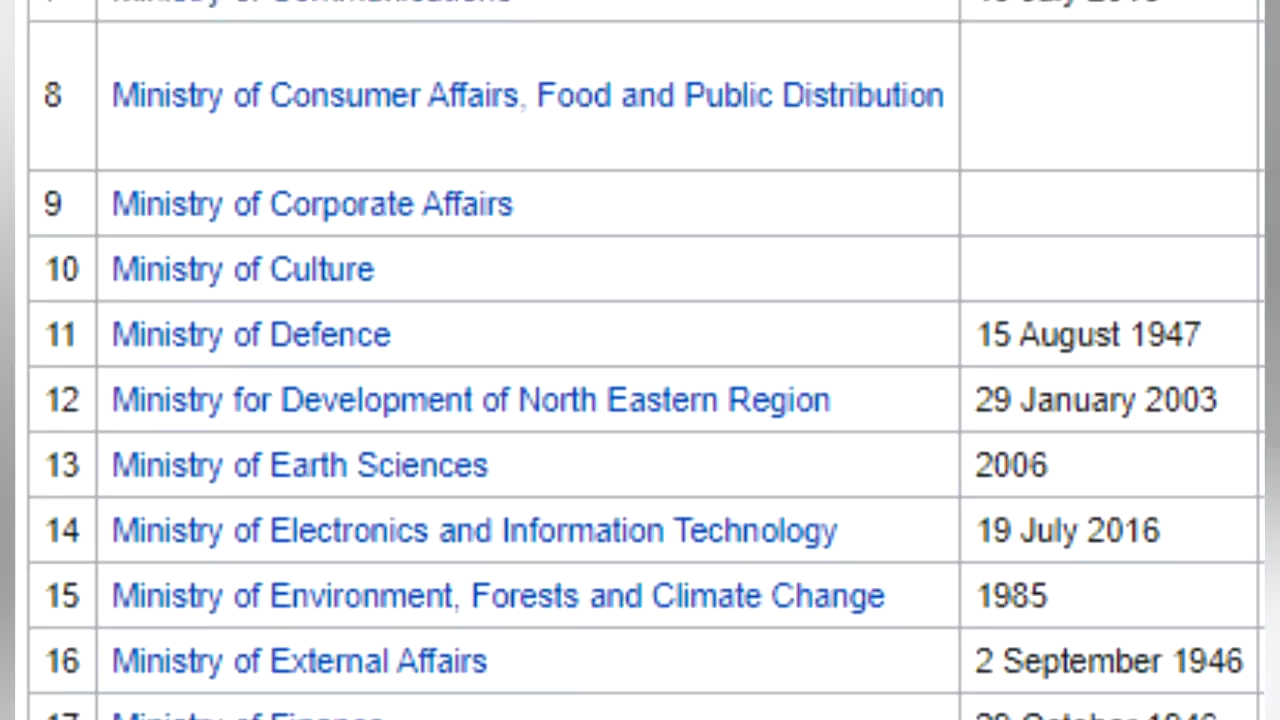 8 Ministry of Consumer Affairs, Food and Public Distribution
9 Ministry of Corporate Affairs
10 Ministry of Culture
11 Ministry of Defence 15 August 1947
12 Ministry for Development of North Eastern Region 29 January 2003
13 Ministry of Earth Sciences 2006
14 Ministry of Electronics and Information Technology 19 July 2016
15 Ministry of Environment, Forests and Climate Change 1985
16 Ministry of External Affairs 2 September 1946